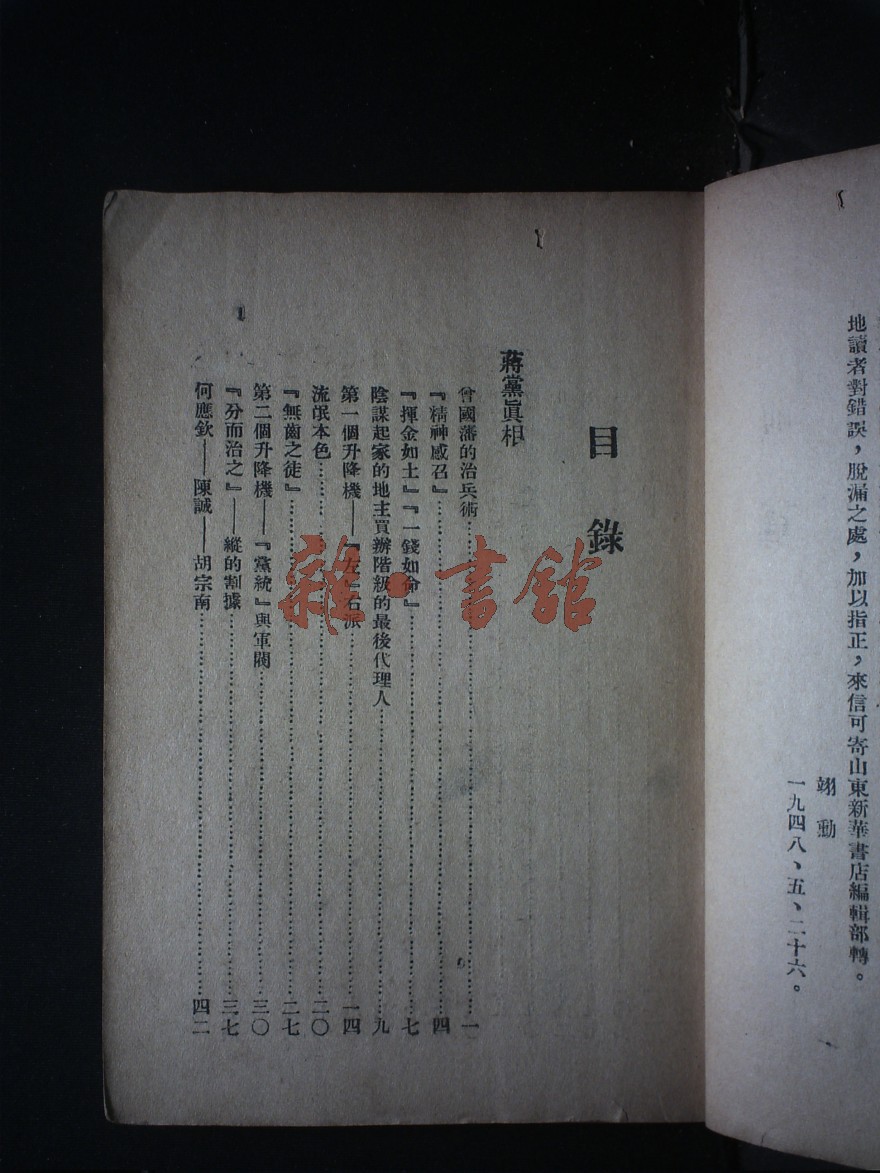 地讀者對錯誤，脫漏之處，加以指正，來信可寄山東新華書店編輯部轉。
翊勳
一九四八、五、二十六。
目錄
蔣黨眞相
曾國藩的治兵術……一
『精神感召』……四
『揮金如土』『一錢如命』……七
陰謀起家的地主買辦階級的最後代理人……九
第一個升降機——『左』右派……一四
流氓本色……二〇
『無齒之徒』……二七
第二個升降機——『黨統』與軍閥……三〇
『分而治之』——縱的割據……三七
何應欽——陳誠——胡宗南……四二
雜·書館